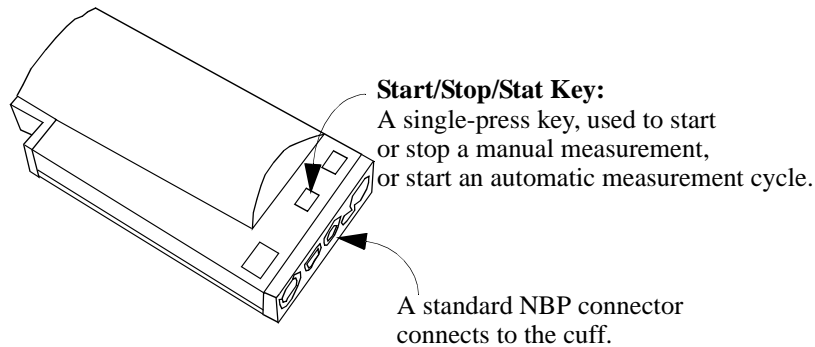 Start/Stop/Stat Key:
A single-press key, used to start
or stop a manual measurement,
or start an automatic measurement cycle.
A standard NBP connector
connects to the cuff.